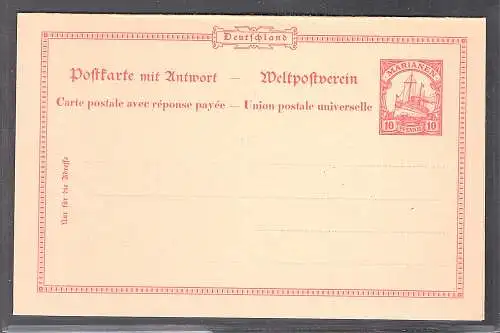 Deutschland
Postkarte mit Antwort — Weltpostverein
Carte postale avec réponse payée — Union postale universelle
MARIANEN
10 PFENNIG 10
Nur für die Adresse